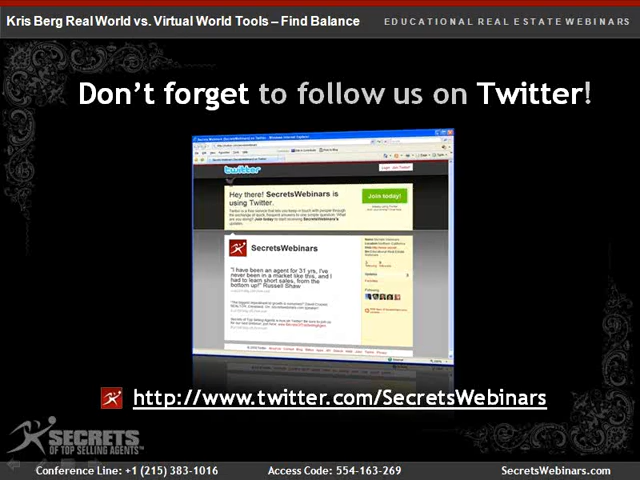 Kris Berg Real World vs. Virtual World Tools – Find Balance
EDUCATIONAL REAL ESTATE WEBINARS
Don't forget to follow us on Twitter!
twitter
Hey there! SecretsWebinars is
using Twitter.
Join today!
SecretsWebinars
"I have been an agent for 31 yrs, I've
never been in a market like this, and I
had to learn short sales, from the
bottom up!" Russell Shaw
http://www.twitter.com/SecretsWebinars
SECRETS
OF TOP SELLING AGENTS™
Conference Line: +1 (215) 383-1016
Access Code: 554-163-269
SecretsWebinars.com